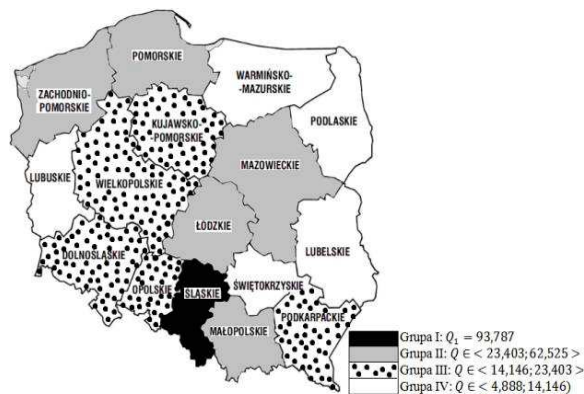 POMORSKIE
WARMIŃSKO-
MAZURSKIE
ZACHODNIO-
POMORSKIE
KUJAWSKO-
-POMORSKIE
PODLASKIE
MAZOWIECKIE
LUBUSKIE
WIELKOPOLSKIE
ŁÓDZKIE
LUBELSKIE
DOLNOŚLĄSKIE
OPOLSKIE
ŚLĄSKIE
ŚWIĘTOKRZYSKIE
PODKARPACKIE
MAŁOPOLSKIE
Grupa I: Q₁ = 93,787
Grupa II: Q ∈< 23,403; 62,525 >
Grupa III: Q ∈< 14,146; 23,403 >
Grupa IV: Q ∈< 4,888; 14,146)